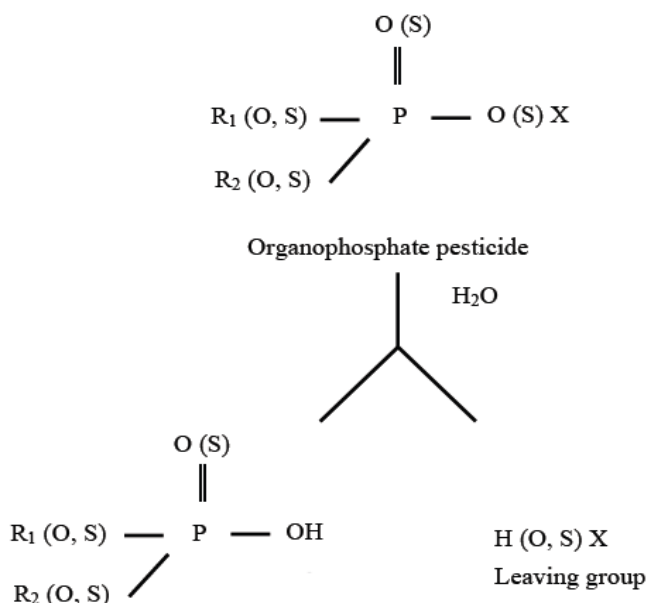 O (S)
R₁ (O, S) P O (S) X
R₂ (O, S)
Organophosphate pesticide
H₂O
O (S)
R₁ (O, S) P OH H (O, S) X
R₂ (O, S) Leaving group